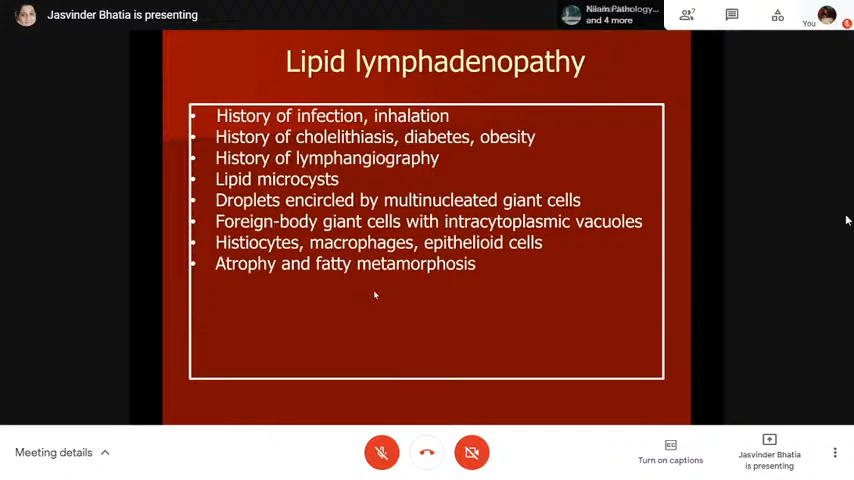 Jasvinder Bhatia is presenting
and 4 more
7
You
Lipid lymphadenopathy
• History of infection, inhalation
• History of cholelithiasis, diabetes, obesity
• History of lymphangiography
• Lipid microcysts
• Droplets encircled by multinucleated giant cells
• Foreign-body giant cells with intracytoplasmic vacuoles
• Histiocytes, macrophages, epithelioid cells
• Atrophy and fatty metamorphosis
Meeting details
CC
Turn on captions
Jasvinder Bhatia
is presenting